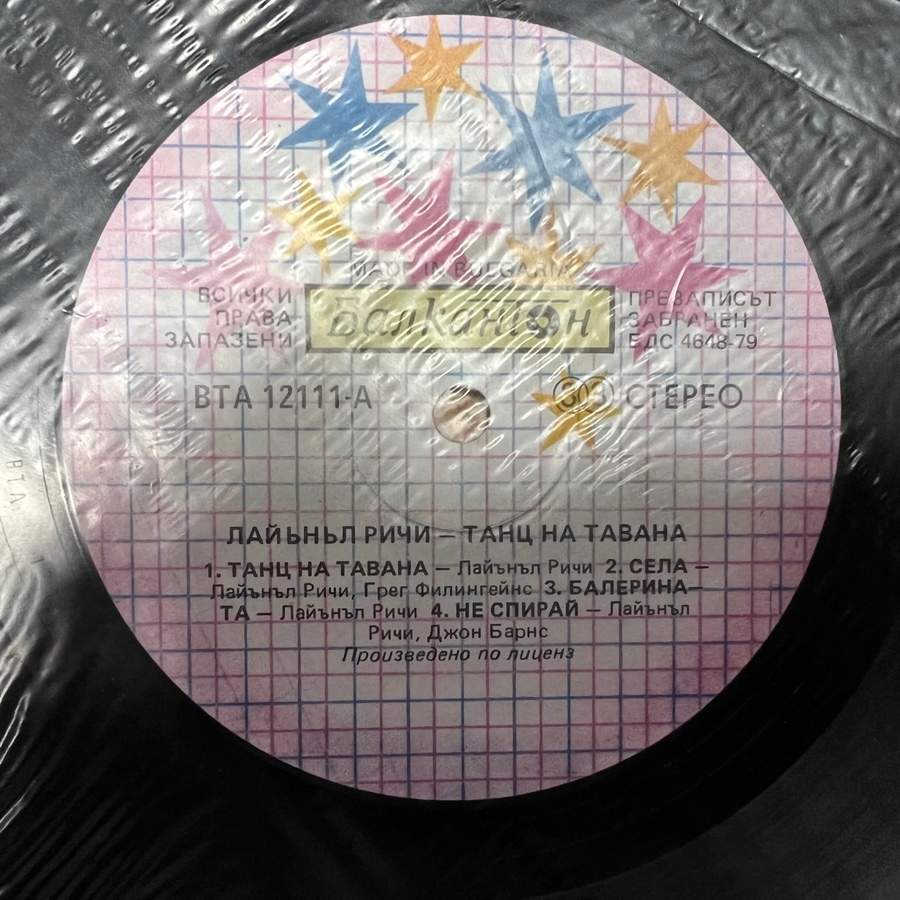 MADE IN BULGARIA
ВСИЧКИ
ПРАВА
ЗАПАЗЕНИ
Балкантон
ПРЕЗАПИСЪТ
ЗАБРАНЕН
ЕДС 4648-79
ВТА 12111-А
СТЕРЕО
ЛАЙЪНЪЛ РИЧИ – ТАНЦ НА ТАВАНА
1. ТАНЦ НА ТАВАНА – Лайънъл Ричи 2. СЕЛА –
Лайънъл Ричи, Грег Филингейнс 3. БАЛЕРИНА–
ТА – Лайънъл Ричи 4. НЕ СПИРАЙ – Лайънъл
Ричи, Джон Барнс
Произведено по лиценз
ВТА